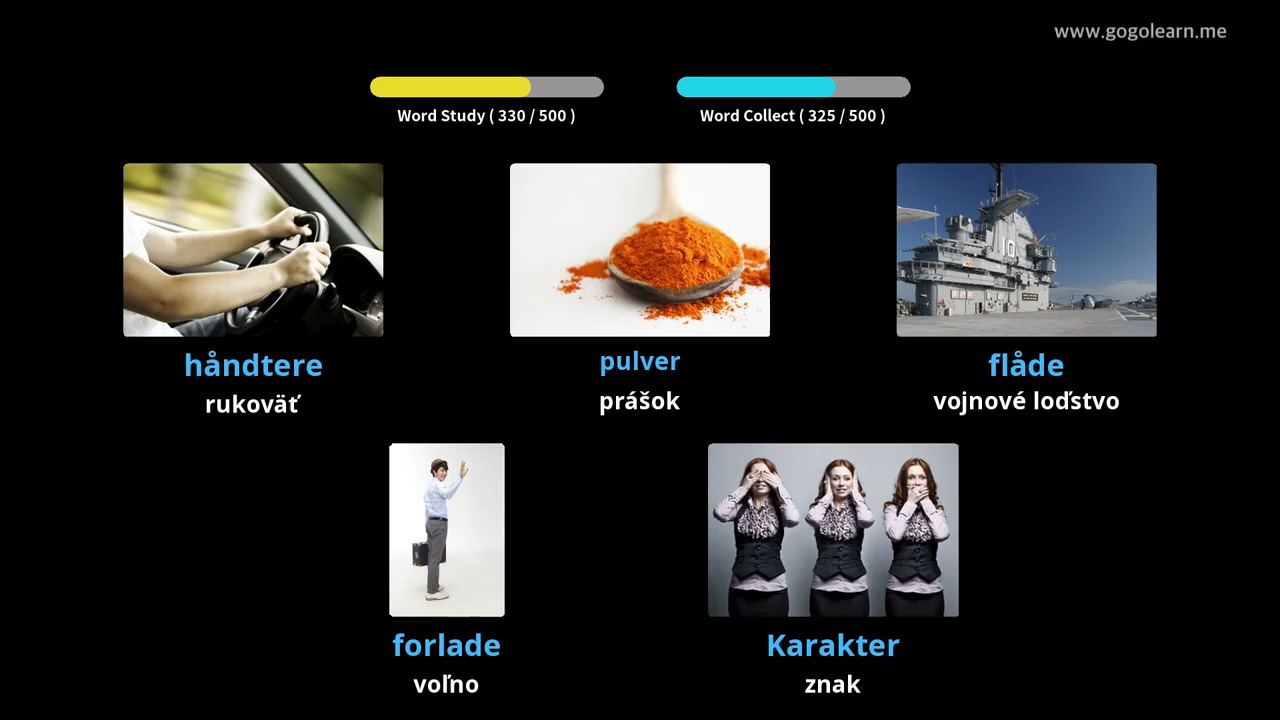 www.gogolearn.me
Word Study ( 330 / 500 )
Word Collect ( 325 / 500 )
håndtere
pulver
flåde
rukoväť
prášok
vojnové loďstvo
forlade
Karakter
voľno
znak